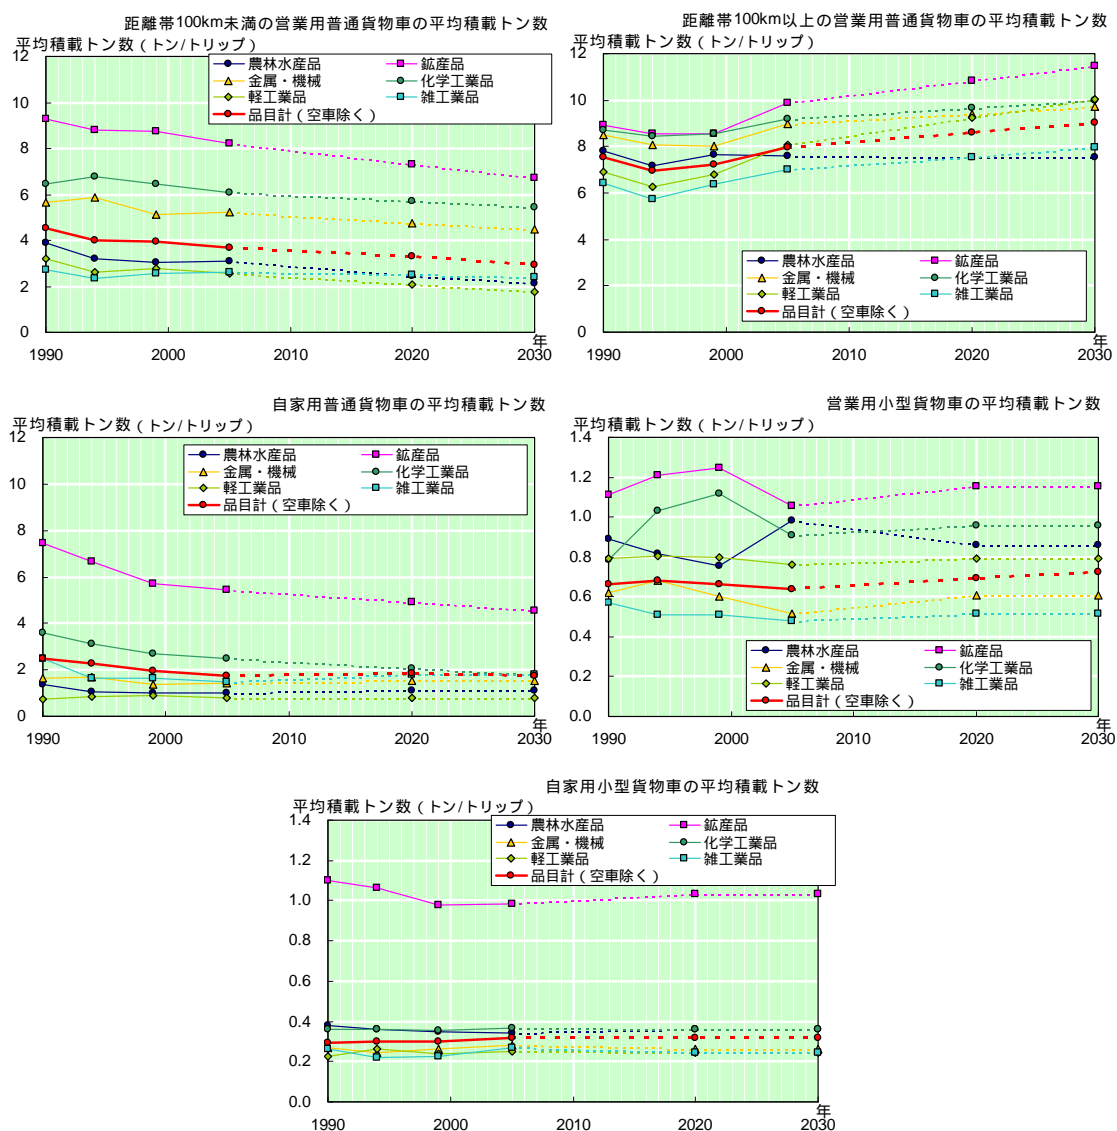 距離帯100km未満の営業用普通貨物車の平均積載トン数
平均積載トン数（トン/トリップ）
12
10
8
6
4
2
0
農林水産品
鉱産品
金属・機械
化学工業品
軽工業品
雑工業品
品目計（空車除く）
年
1990
2000
2010
2020
2030
距離帯100km以上の営業用普通貨物車の平均積載トン数
平均積載トン数（トン/トリップ）
12
10
8
6
4
2
0
農林水産品
鉱産品
金属・機械
化学工業品
軽工業品
雑工業品
品目計（空車除く）
年
1990
2000
2010
2020
2030
自家用普通貨物車の平均積載トン数
平均積載トン数（トン/トリップ）
12
10
8
6
4
2
0
農林水産品
鉱産品
金属・機械
化学工業品
軽工業品
雑工業品
品目計（空車除く）
年
1990
2000
2010
2020
2030
営業用小型貨物車の平均積載トン数
平均積載トン数（トン/トリップ）
1.4
1.2
1.0
0.8
0.6
0.4
0.2
0.0
農林水産品
鉱産品
金属・機械
化学工業品
軽工業品
雑工業品
品目計（空車除く）
年
1990
2000
2010
2020
2030
自家用小型貨物車の平均積載トン数
平均積載トン数（トン/トリップ）
1.4
1.2
1.0
0.8
0.6
0.4
0.2
0.0
農林水産品
鉱産品
金属・機械
化学工業品
軽工業品
雑工業品
品目計（空車除く）
年
1990
2000
2010
2020
2030